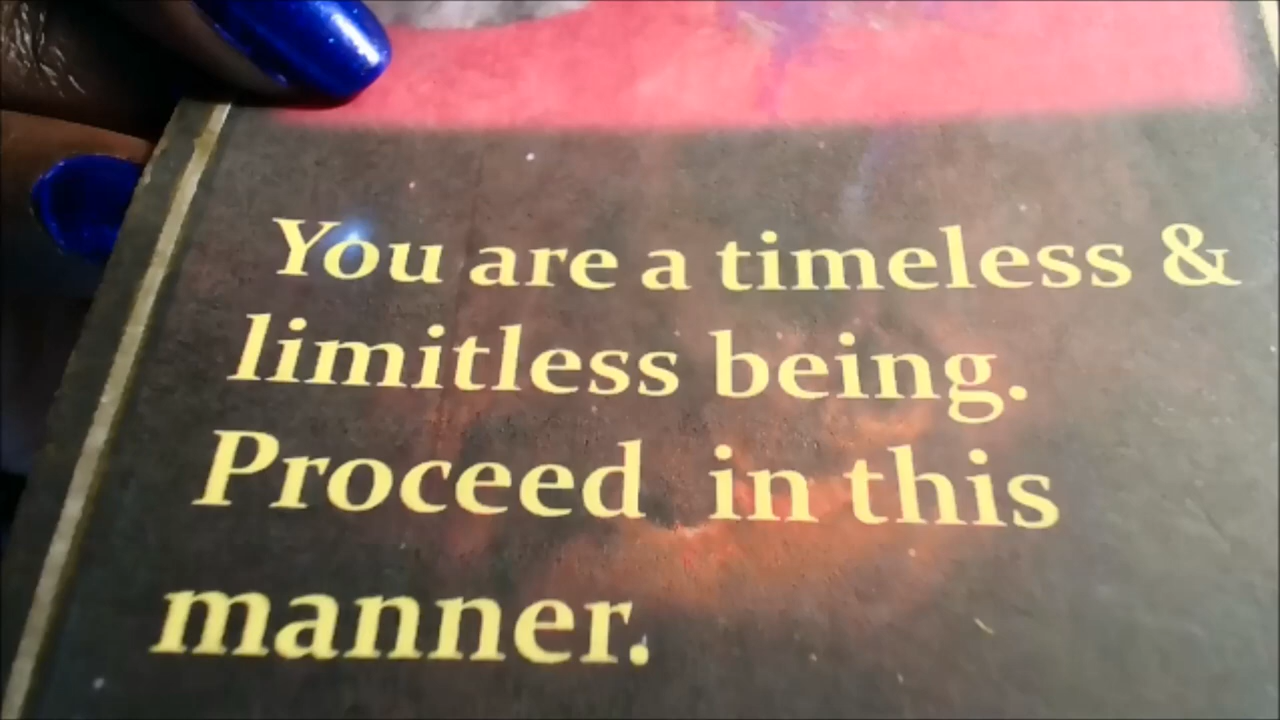 You are a timeless &
limitless being.
Proceed in this
manner.